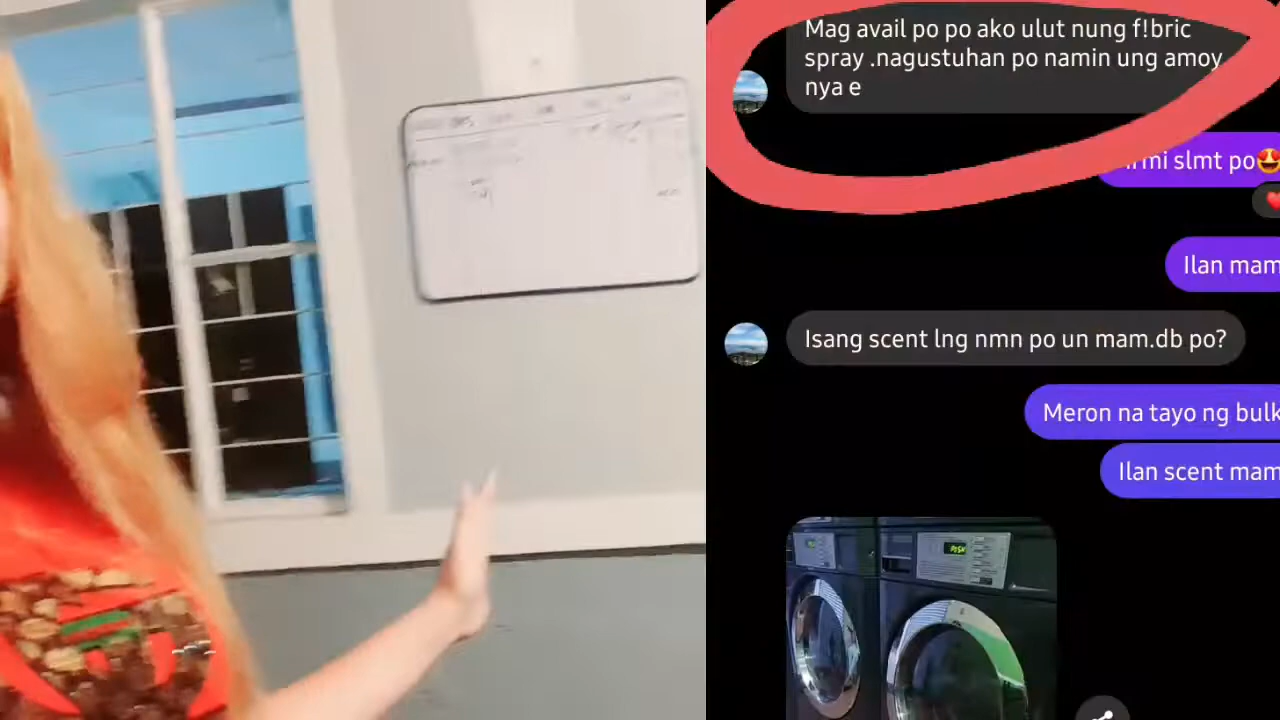 Mag avail po po ako ulut nung f!bric
spray .nagustuhan po namin ung amoy
nya e
slmt po😍
Ilan mam
Isang scent lng nmn po un mam.db po?
Meron na tayo ng bulk
Ilan scent mam